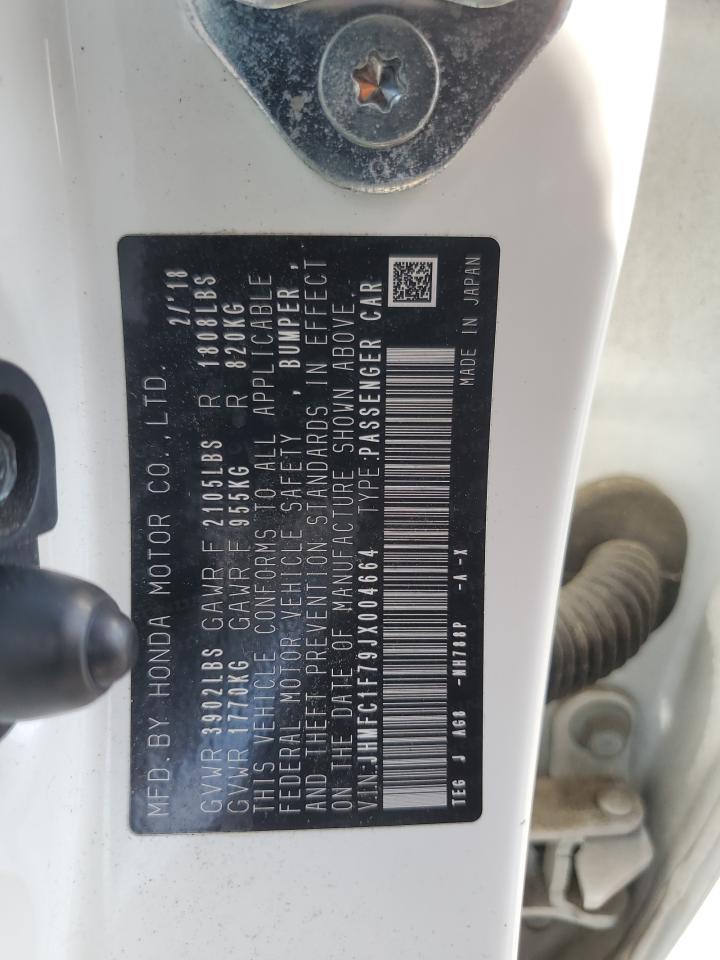 MFD. BY HONDA MOTOR CO., LTD. 2/'18
GVWR 3902LBS GAWR F 2105LBS R 1808LBS
GVWR 1770KG GAWR F 955KG R 820KG
THIS VEHICLE CONFORMS TO ALL APPLICABLE
FEDERAL MOTOR VEHICLE SAFETY , BUMPER ,
AND THEFT PREVENTION STANDARDS IN EFFECT
ON THE DATE OF MANUFACTURE SHOWN ABOVE.
VIN:JHMFC1F79JX004664 TYPE:PASSENGER CAR
TEG J AG8 -NH788P -A-X MADE IN JAPAN